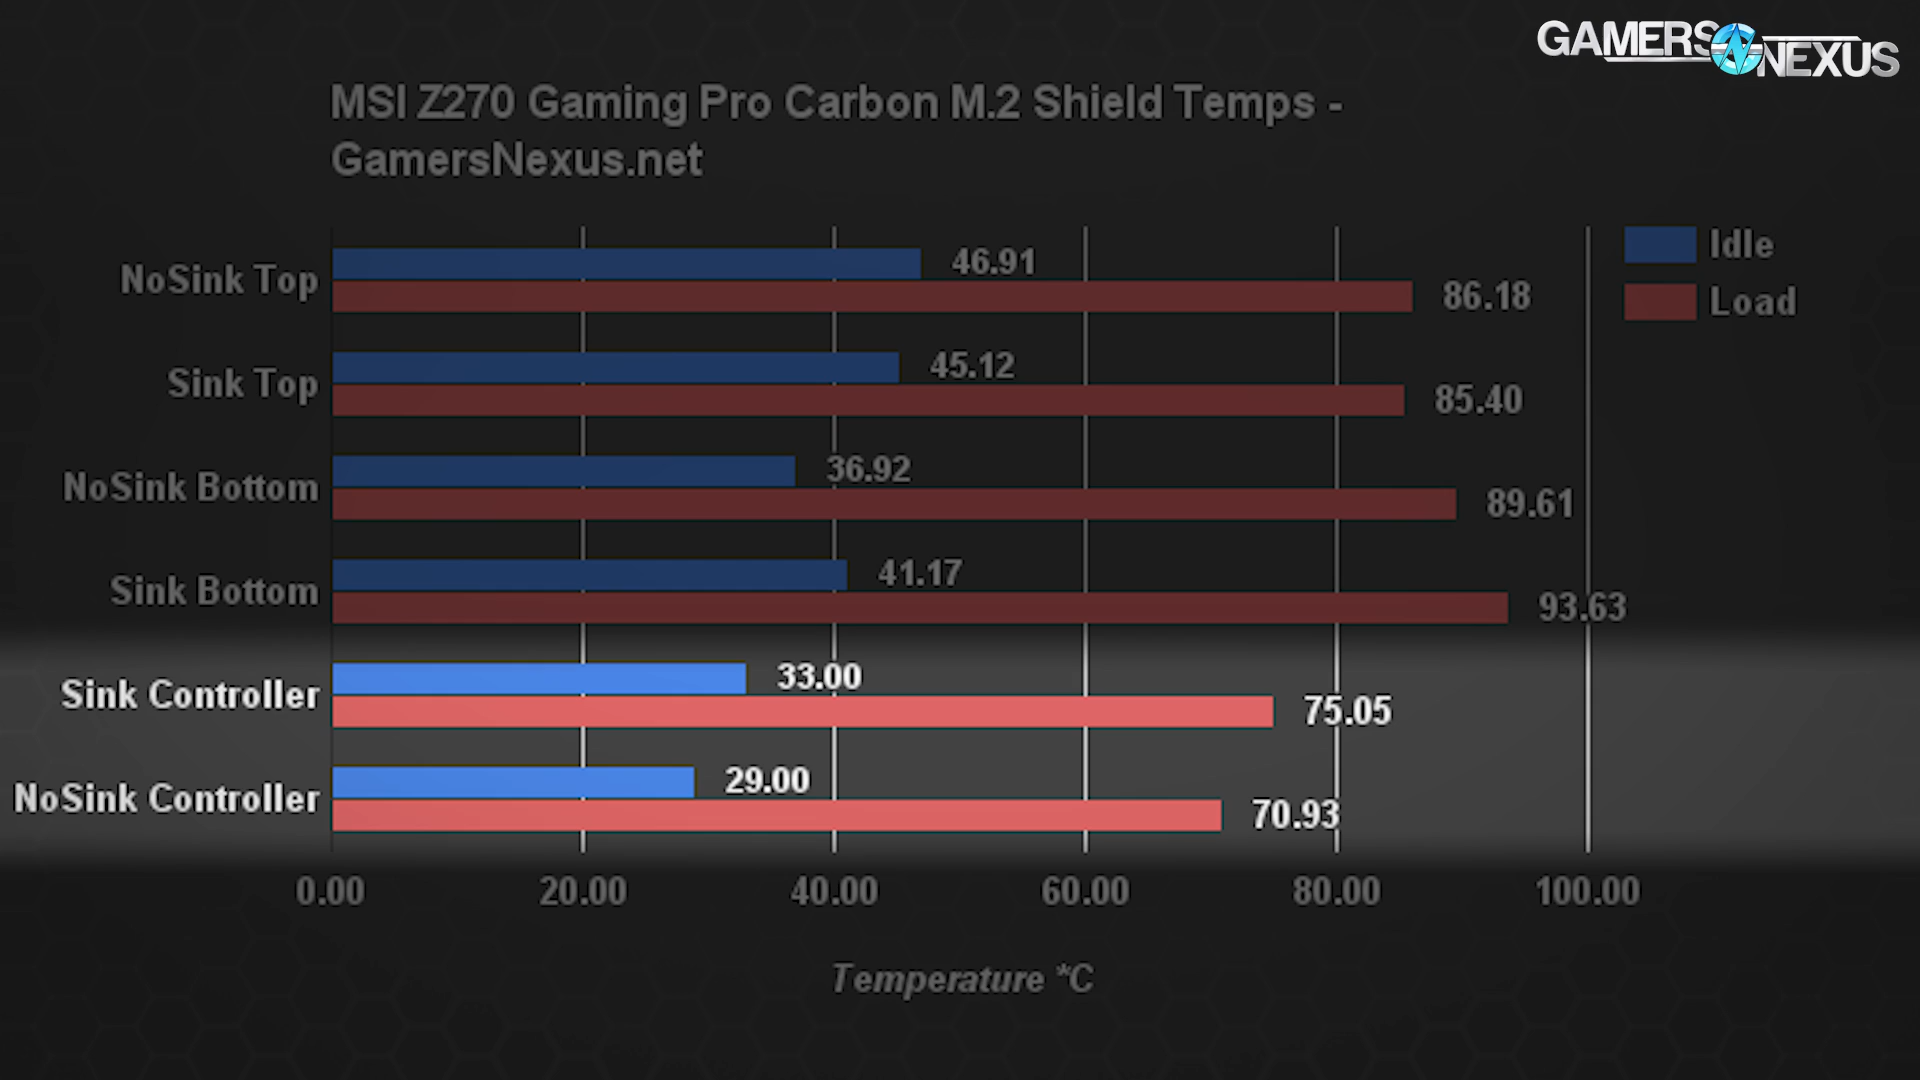 GAMERS NEXUS
MSI Z270 Gaming Pro Carbon M.2 Shield Temps -
GamersNexus.net
Idle
Load
NoSink Top
46.91
86.18
Sink Top
45.12
85.40
NoSink Bottom
36.92
89.61
Sink Bottom
41.17
93.63
Sink Controller
33.00
75.05
NoSink Controller
29.00
70.93
0.00 20.00 40.00 60.00 80.00 100.00
Temperature *C